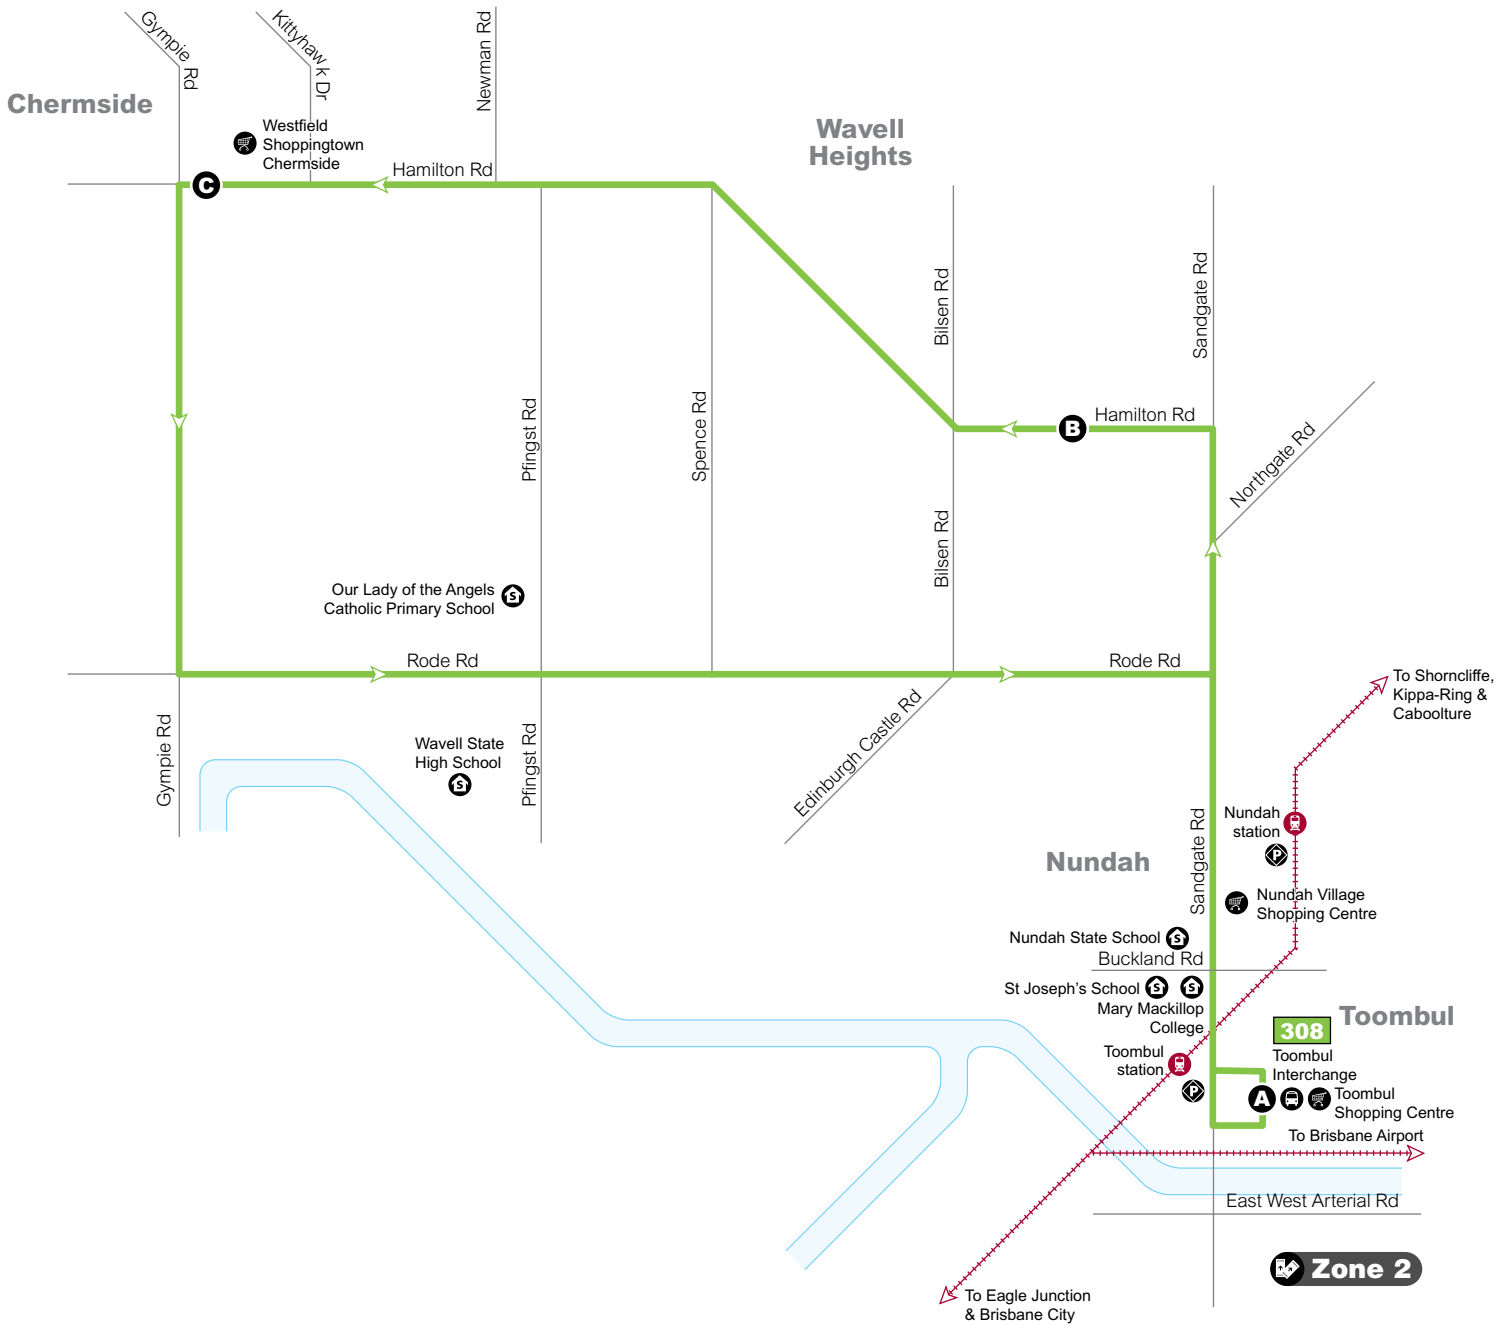 Gympie Rd
Kittyhawk Dr
Newman Rd
Chermside
Westfield
Shoppingtown
Chermside
Wavell
Heights
Hamilton Rd
C
Bilsen Rd
Sandgate Rd
Pfingst Rd
Spence Rd
B
Hamilton Rd
Northgate Rd
Bilsen Rd
Our Lady of the Angels
Catholic Primary School
S
Rode Rd
Rode Rd
To Shorncliffe,
Kippa-Ring &
Caboolture
Gympie Rd
Wavell State
High School
S
Pfingst Rd
Edinburgh Castle Rd
Sandgate Rd
Nundah
station
P
Nundah
Nundah Village
Shopping Centre
Nundah State School
S
Buckland Rd
St Joseph's School
S
S
Mary Mackillop
College
Toombul
308
Toombul
station
P
Toombul
Interchange
A
Toombul
Shopping Centre
To Brisbane Airport
East West Arterial Rd
Zone 2
To Eagle Junction
& Brisbane City